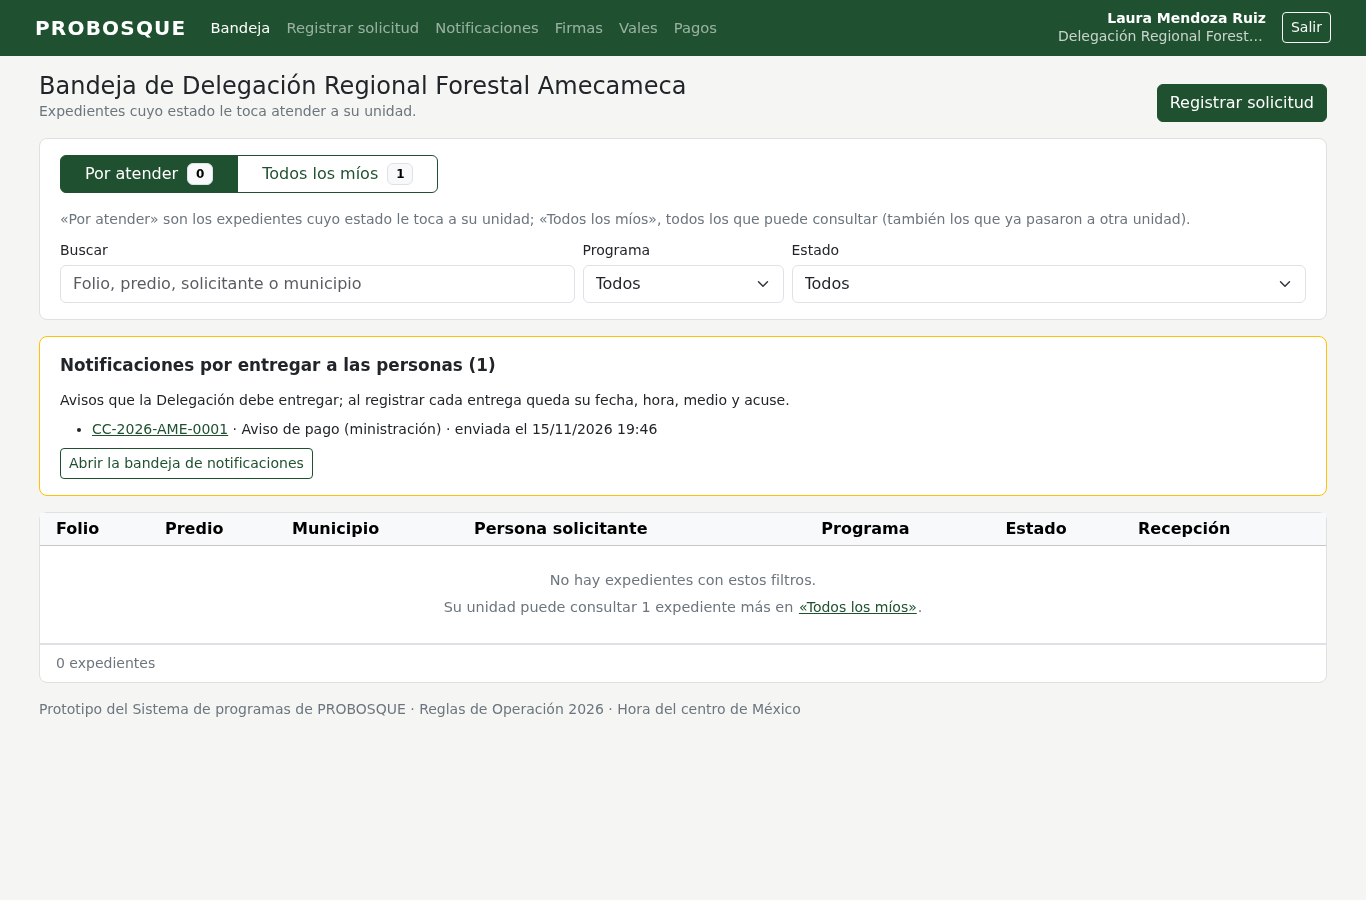 PROBOSQUE Bandeja Registrar solicitud Notificaciones Firmas Vales Pagos Laura Mendoza Ruiz Salir
Delegación Regional Forest...
Bandeja de Delegación Regional Forestal Amecameca
Expedientes cuyo estado le toca atender a su unidad.
Registrar solicitud
Por atender 0 Todos los míos 1
«Por atender» son los expedientes cuyo estado le toca a su unidad; «Todos los míos», todos los que puede consultar (también los que ya pasaron a otra unidad).
Buscar Programa Estado
Folio, predio, solicitante o municipio Todos Todos
Notificaciones por entregar a las personas (1)
Avisos que la Delegación debe entregar; al registrar cada entrega queda su fecha, hora, medio y acuse.
• CC-2026-AME-0001 · Aviso de pago (ministración) · enviada el 15/11/2026 19:46
Abrir la bandeja de notificaciones
Folio Predio Municipio Persona solicitante Programa Estado Recepción
No hay expedientes con estos filtros.
Su unidad puede consultar 1 expediente más en «Todos los míos».
0 expedientes
Prototipo del Sistema de programas de PROBOSQUE · Reglas de Operación 2026 · Hora del centro de México